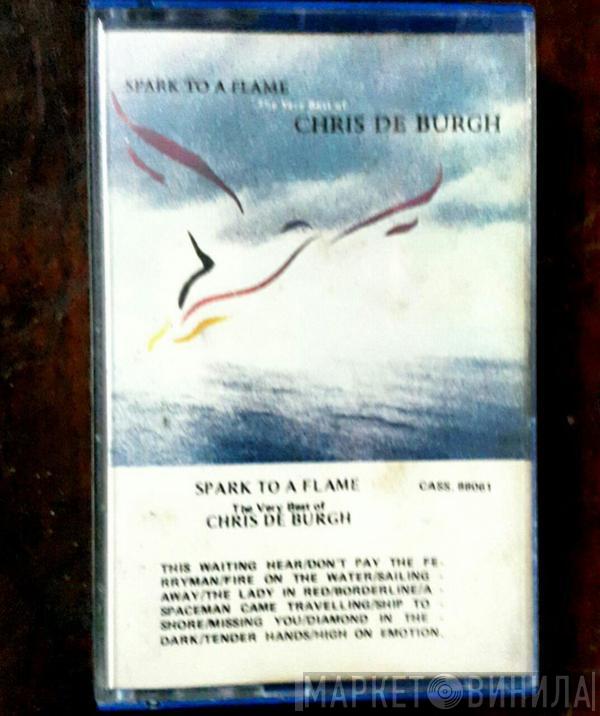 SPARK TO A FLAME
The Very Best of
CHRIS DE BURGH
SPARK TO A FLAME
CASS. 88061
The Very Best of
CHRIS DE BURGH
THIS WAITING HEAR/DON'T PAY THE FE-
RRYMAN/FIRE ON THE WATER/SAILING -
AWAY/THE LADY IN RED/BORDERLINE/A -
SPACEMAN CAME TRAVELLING/SHIP TO -
SHORE/MISSING YOU/DIAMOND IN THE -
DARK/TENDER HANDS/HIGH ON EMOTION.
МАРКЕТ ВИНИЛА